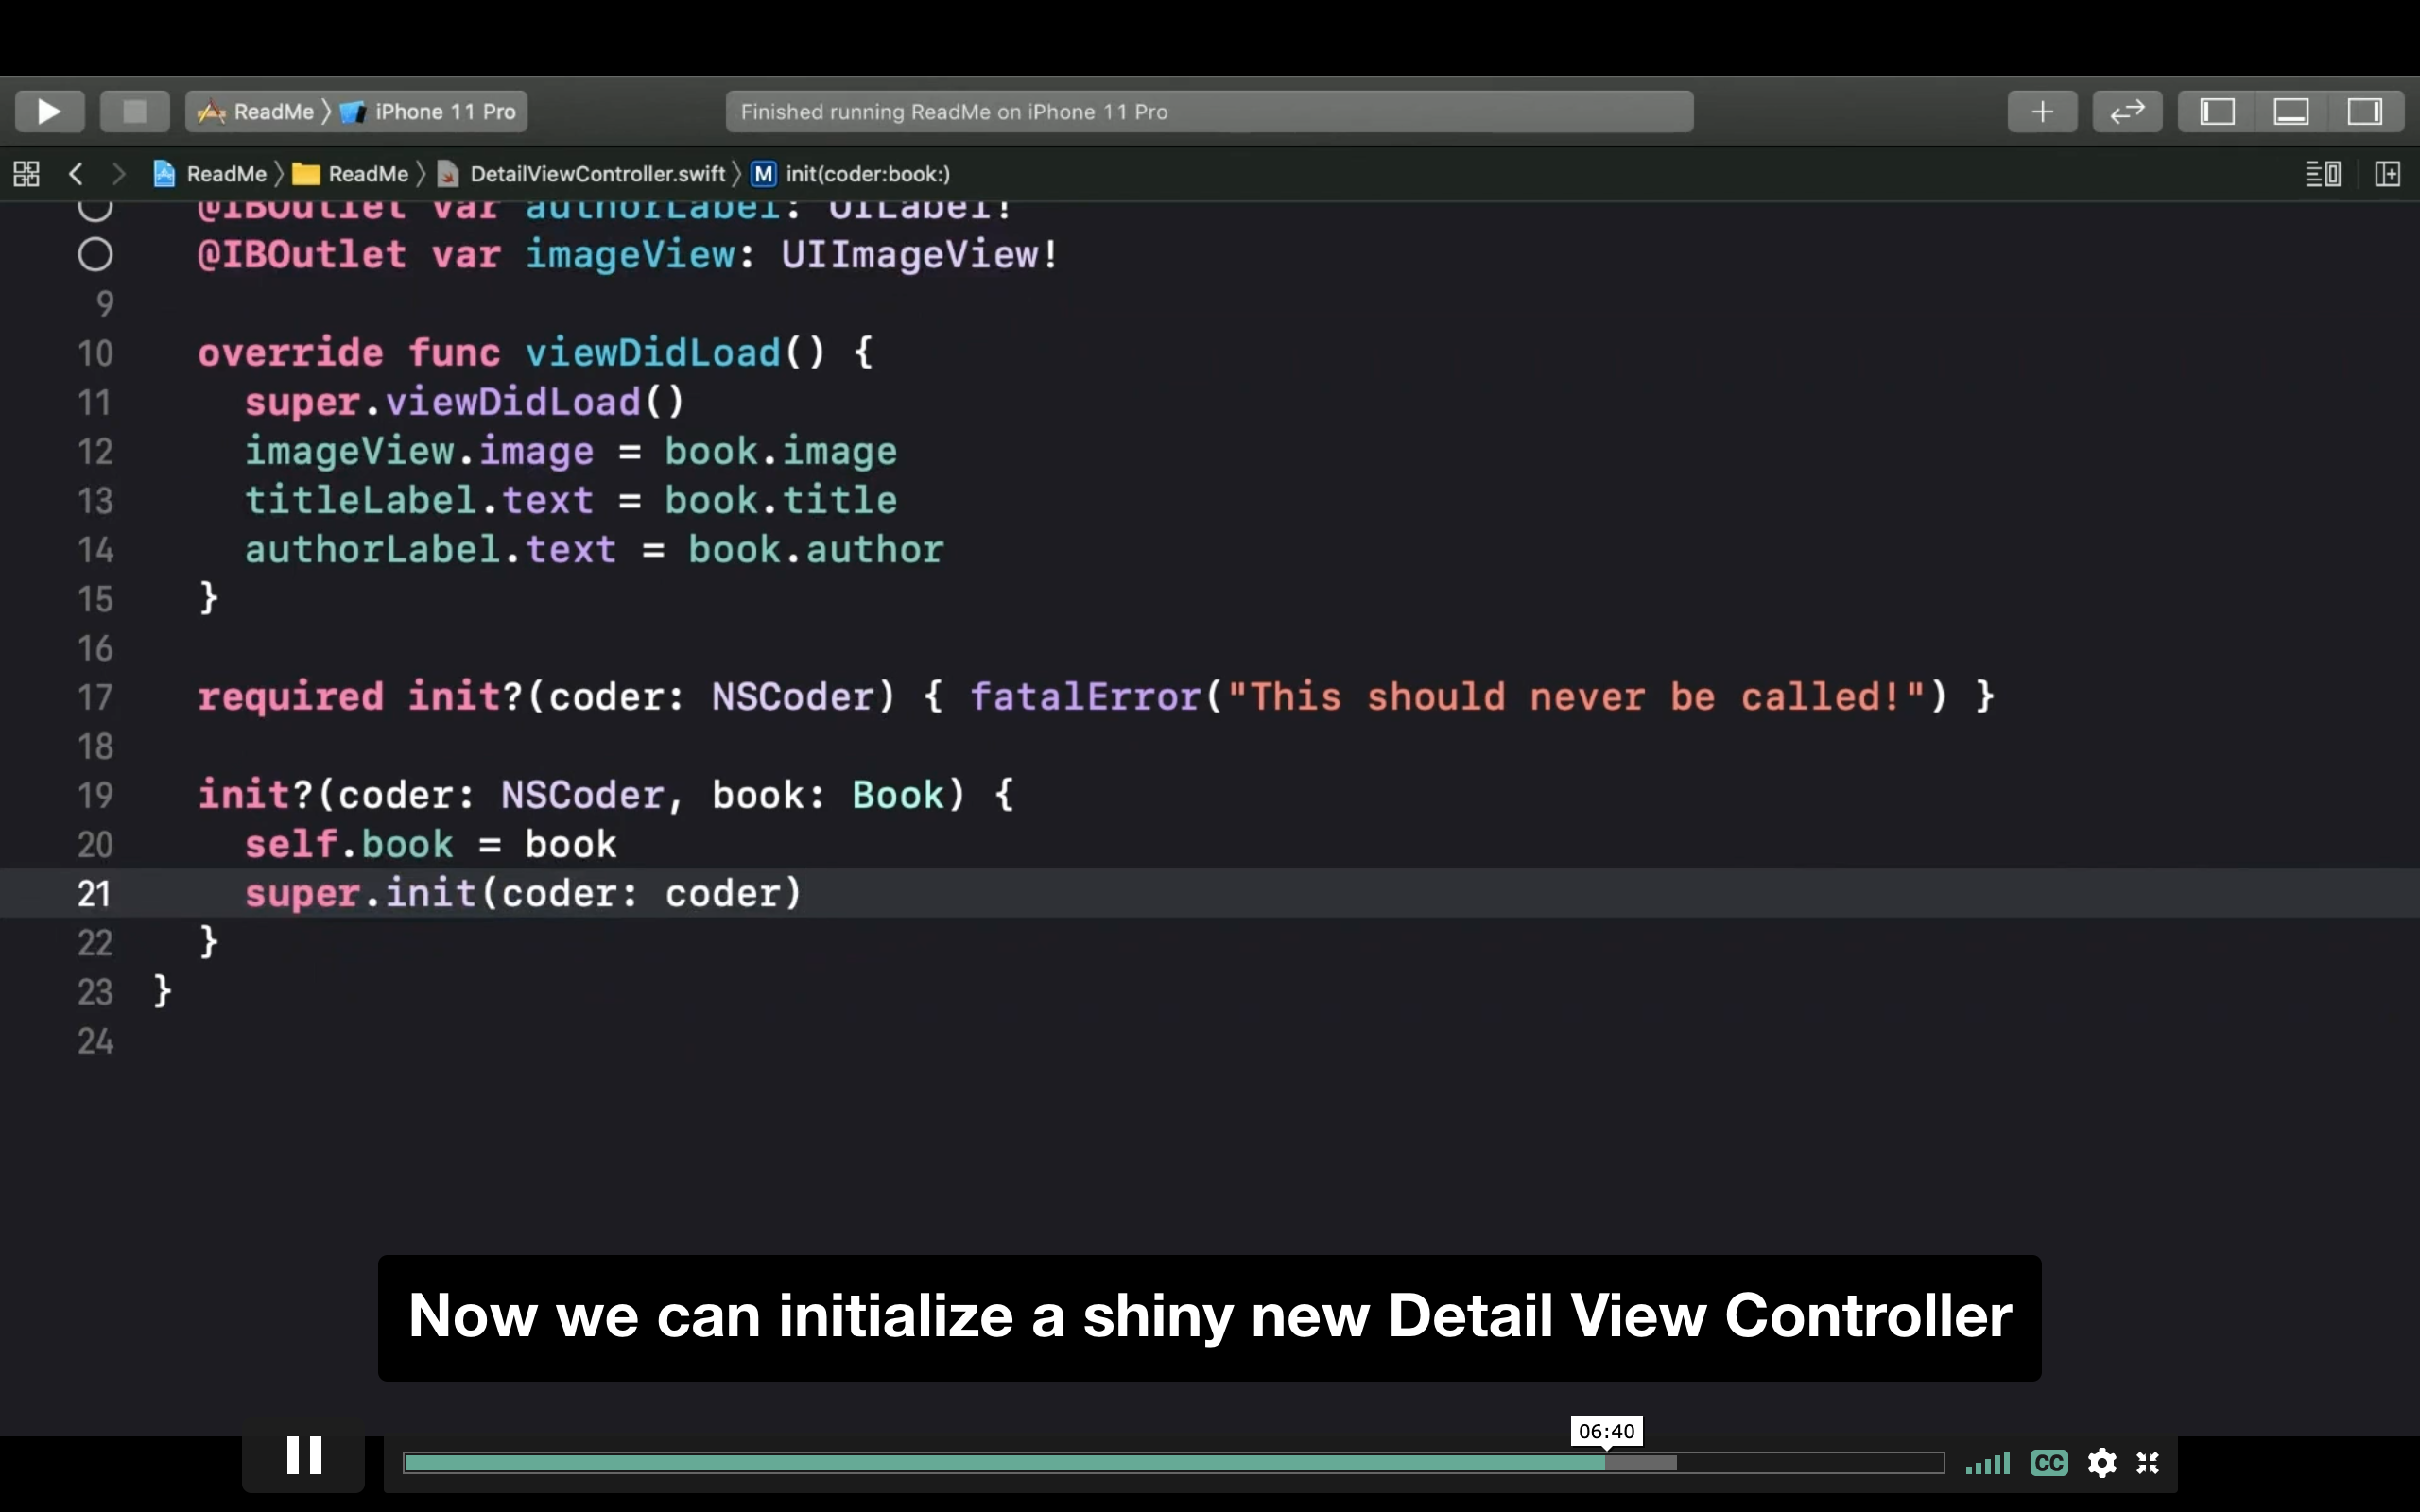 ReadMe 〉 iPhone 11 Pro
Finished running ReadMe on iPhone 11 Pro
ReadMe 〉 ReadMe 〉 DetailViewController.swift 〉 M init(coder:book:)
@IBOutlet var authorLabel: UILabel!
@IBOutlet var imageView: UIImageView!
9
10 override func viewDidLoad() {
11 super.viewDidLoad()
12 imageView.image = book.image
13 titleLabel.text = book.title
14 authorLabel.text = book.author
15 }
16
17 required init?(coder: NSCoder) { fatalError("This should never be called!") }
18
19 init?(coder: NSCoder, book: Book) {
20 self.book = book
21 super.init(coder: coder)
22 }
23 }
24
Now we can initialize a shiny new Detail View Controller
06:40
CC